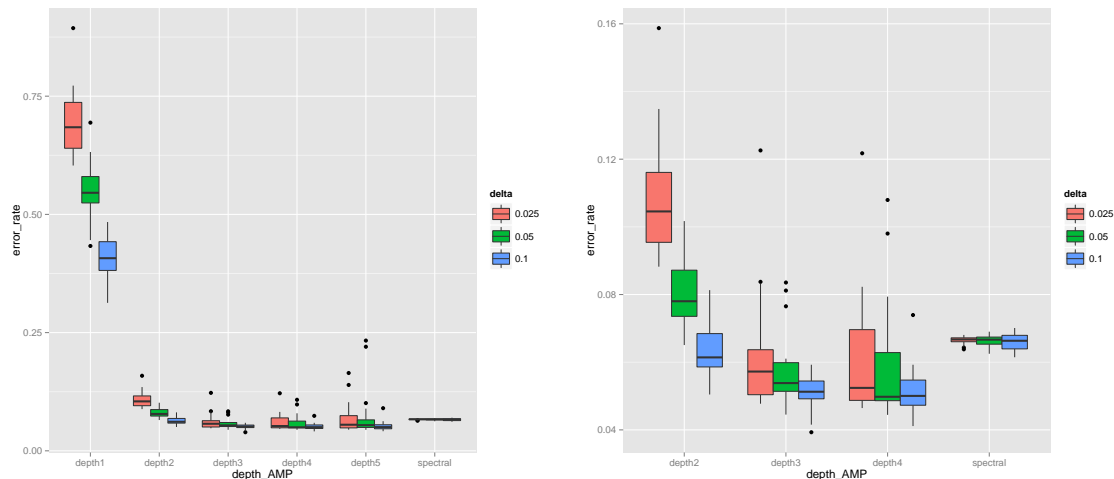 0.75
0.50
0.25
0.00
error_rate
depth1 depth2 depth3 depth4 depth5 spectral
depth_AMP
delta
0.025
0.05
0.1
0.16
0.12
0.08
0.04
error_rate
depth2 depth3 depth4 spectral
depth_AMP
delta
0.025
0.05
0.1